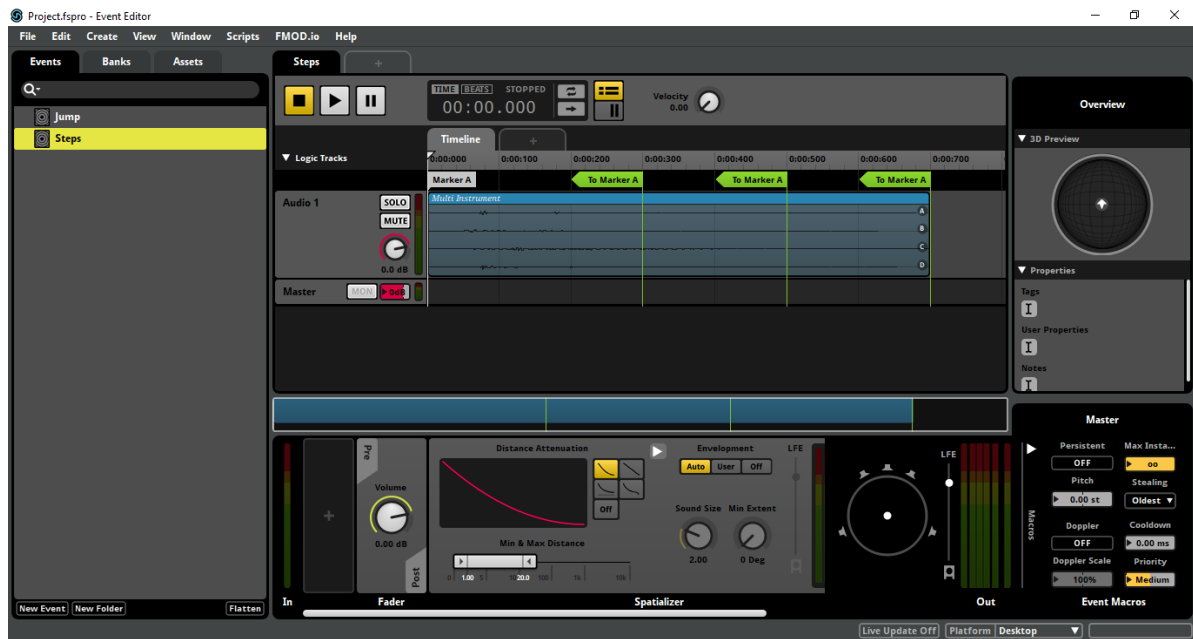 Project.fspro - Event Editor
File Edit Create View Window Scripts FMOD.io Help
Events Banks Assets
Steps +
Jump
Steps
TIME BEATS STOPPED
00:00.000
Velocity
0.00
Timeline +
Logic Tracks
0:00:000 0:00:100 0:00:200 0:00:300 0:00:400 0:00:500 0:00:600 0:00:700
Marker A To Marker A To Marker A To Marker A
Audio 1 SOLO
MUTE
0.0 dB
Multi Instrument
A
B
C
D
Master MON 0dB
Overview
3D Preview
Properties
Tags
User Properties
Notes
In
+
Pre
Volume
0.00 dB
Post
Fader
Distance Attenuation
Off
Min & Max Distance
0 1.00 5 10 20.0 100 1k 10k
Envelopment
Auto User Off
Sound Size Min Extent
2.00 0 Deg
LFE
Spatializer
LFE
Out
Macros
Master
Persistent Max Insta...
OFF oo
Pitch Stealing
0.00 st Oldest
Doppler Cooldown
OFF 0.00 ms
Doppler Scale Priority
100% Medium
Event Macros
New Event New Folder Flatten
Live Update Off Platform Desktop